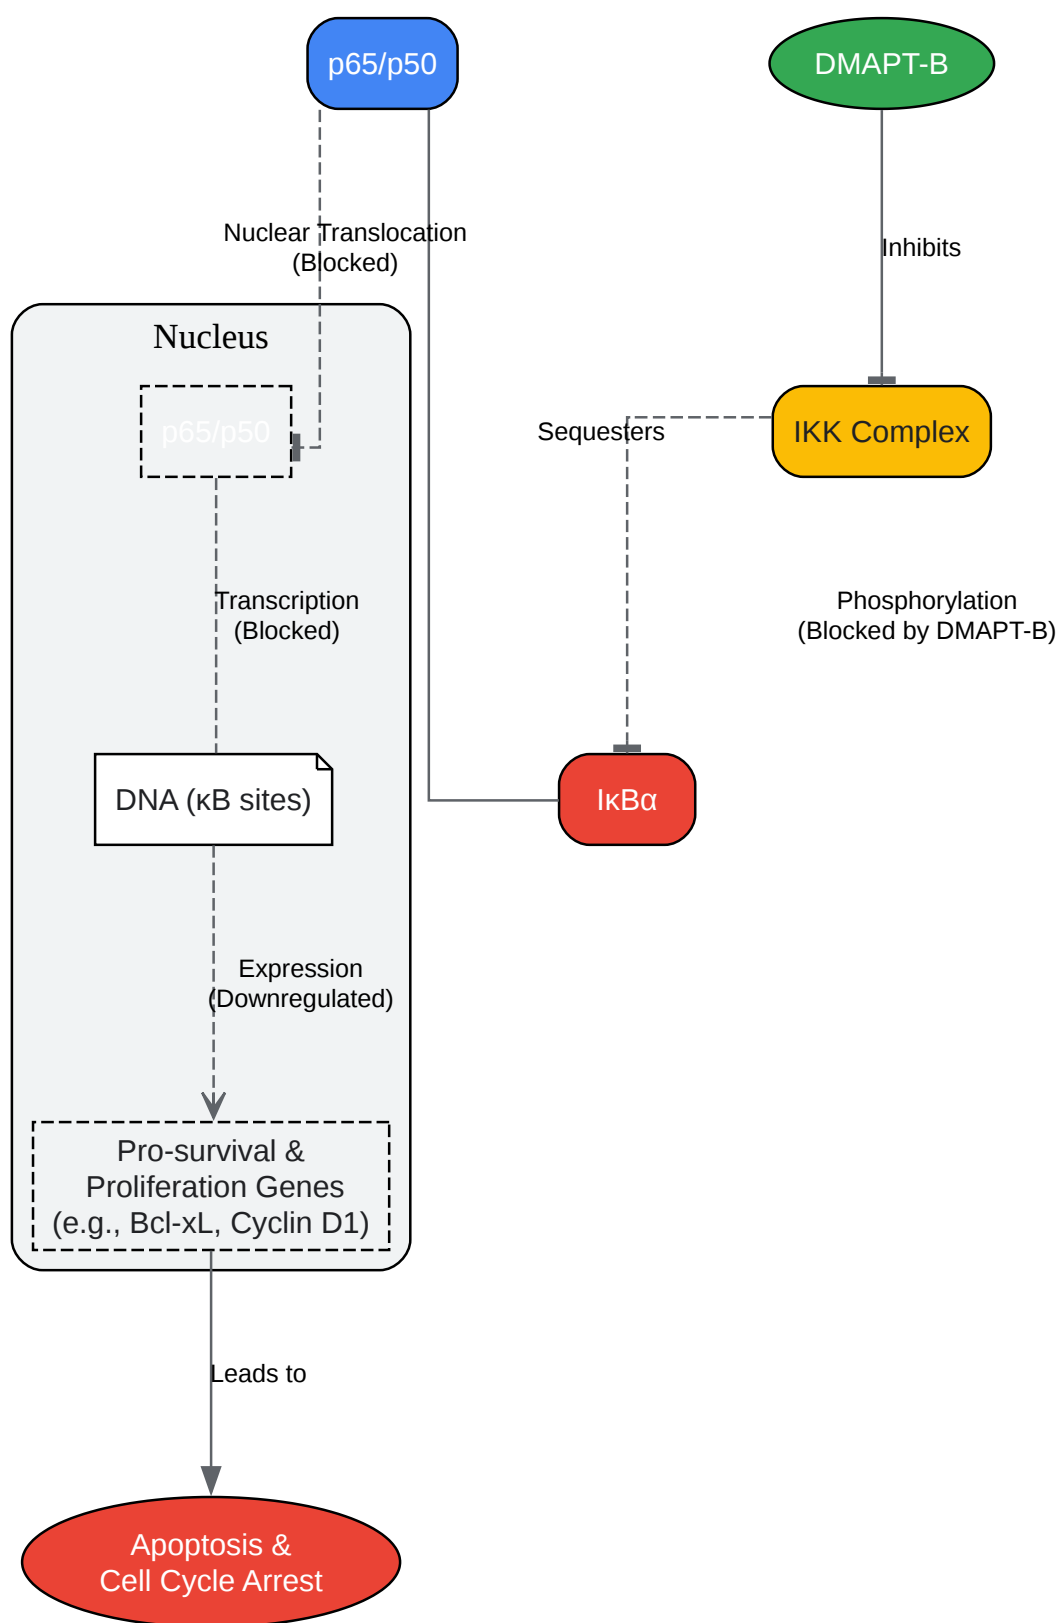 p65/p50
DMAPT-B
Nuclear Translocation
(Blocked)
Inhibits
Nucleus
p65/p50
Sequesters
IKK Complex
Transcription
(Blocked)
Phosphorylation
(Blocked by DMAPT-B)
DNA (κB sites)
IκBα
Expression
(Downregulated)
Pro-survival &
Proliferation Genes
(e.g., Bcl-xL, Cyclin D1)
Leads to
Apoptosis &
Cell Cycle Arrest